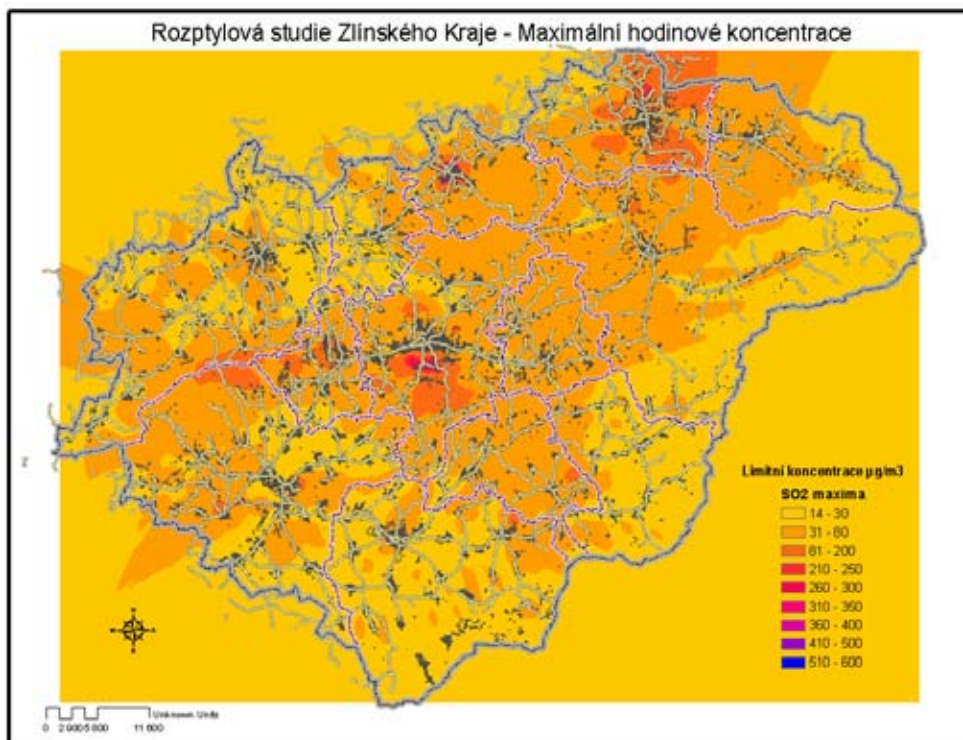 Rozptylová studie Zlínského Kraje - Maximální hodinové koncentrace
Limitní koncentrace µg/m3
SO2 maxima
14 - 30
31 - 80
81 - 200
210 - 250
260 - 300
310 - 350
360 - 400
410 - 500
510 - 600
Unknown Units
0 2 900 5 800 11 600